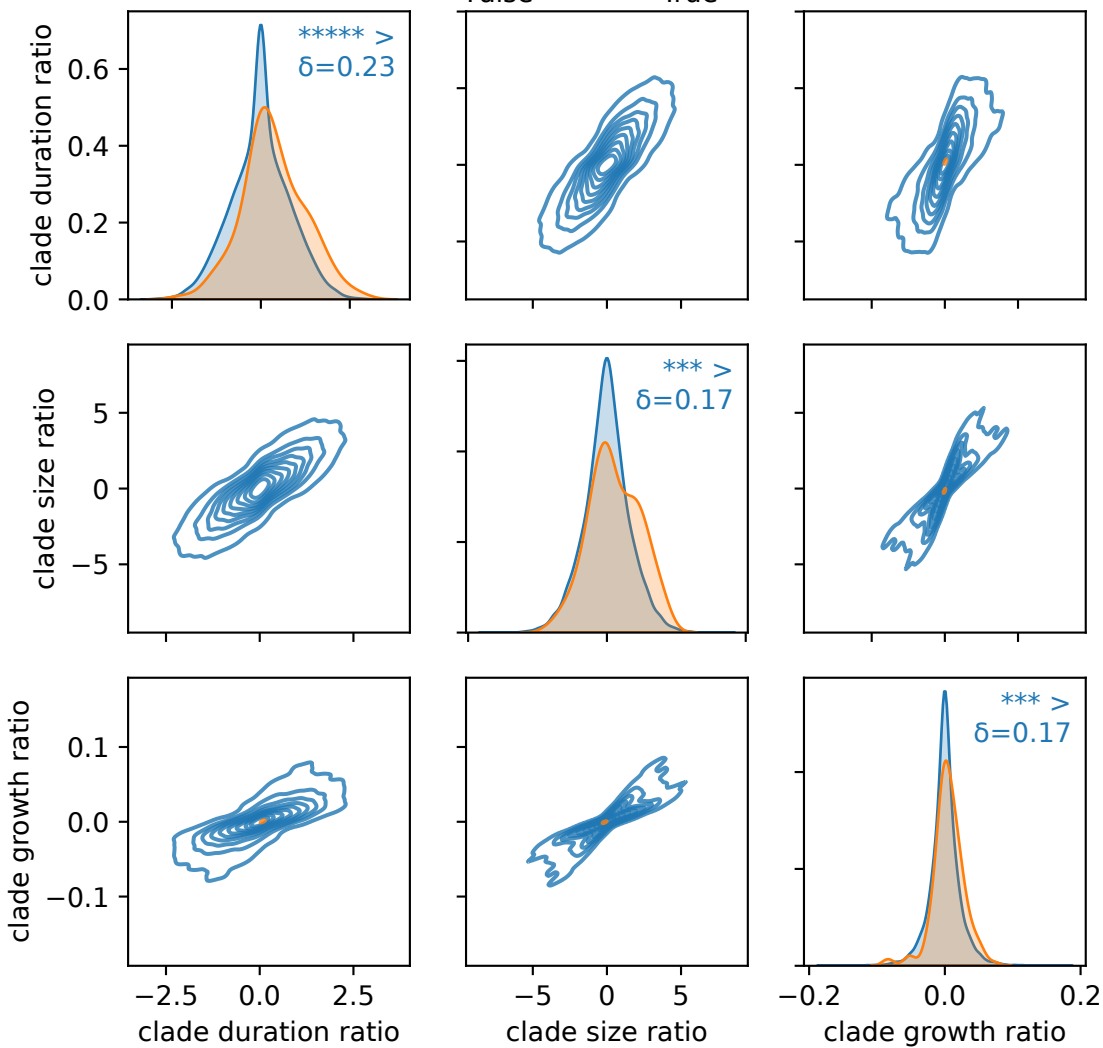 True
clade duration ratio
0.6
0.4
0.2
0.0
***** >
δ=0.23
clade size ratio
5
0
−5
*** >
δ=0.17
clade growth ratio
0.1
0.0
−0.1
*** >
δ=0.17
−2.5 0.0 2.5
−5 0 5
−0.2 0.0 0.2
clade duration ratio
clade size ratio
clade growth ratio